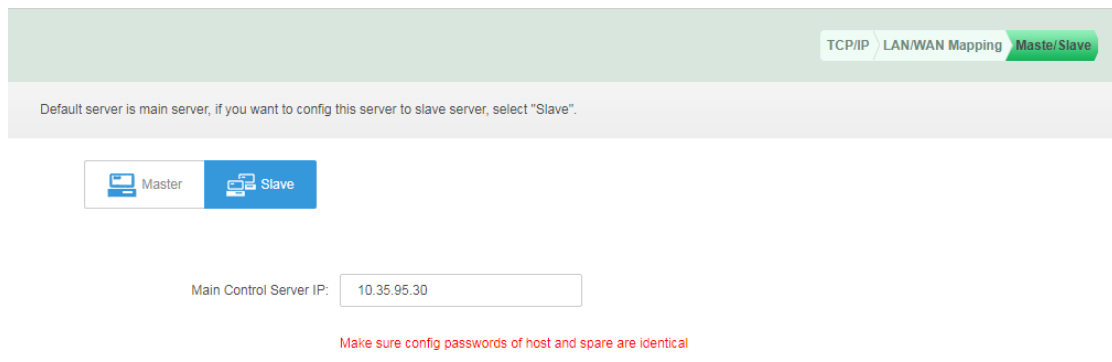 TCP/IP LAN/WAN Mapping Maste/Slave
Default server is main server, if you want to config this server to slave server, select "Slave".
Master Slave
Main Control Server IP: 10.35.95.30
Make sure config passwords of host and spare are identical